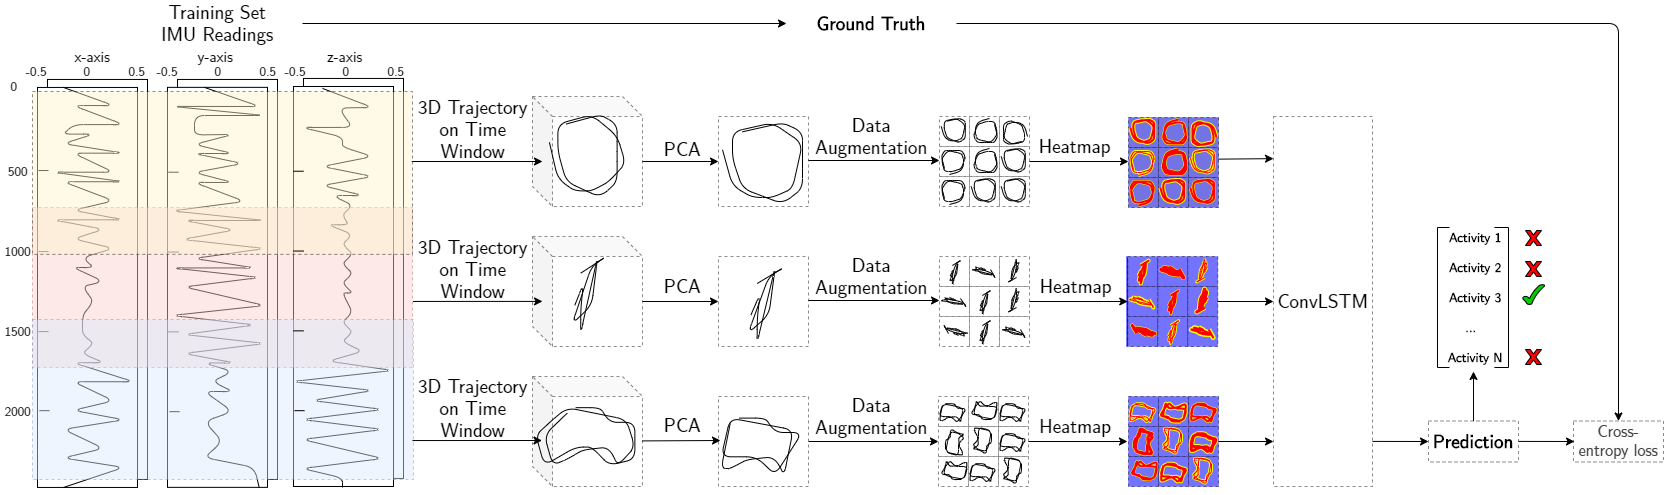 Training Set
IMU Readings
Ground Truth
x-axis
y-axis
z-axis
-0.5
0
0.5
-0.5
0
0.5
-0.5
0
0.5
0
500
1000
1500
2000
3D Trajectory
on Time
Window
PCA
Data
Augmentation
Heatmap
3D Trajectory
on Time
Window
PCA
Data
Augmentation
Heatmap
3D Trajectory
on Time
Window
PCA
Data
Augmentation
Heatmap
ConvLSTM
Activity 1
Activity 2
Activity 3
...
Activity N
Prediction
Cross-
entropy loss